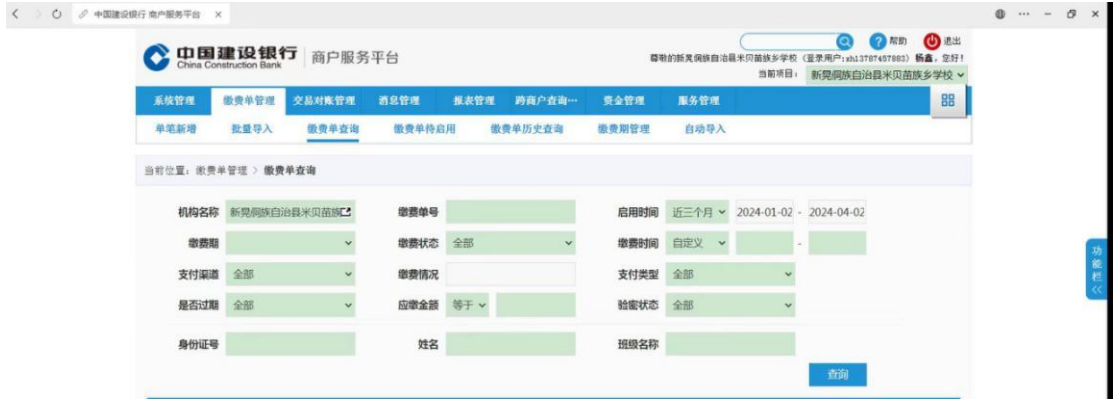 中国建设银行 商户服务平台
中国建设银行 商户服务平台
China Construction Bank
帮助 退出
尊敬的新晃侗族自治县米贝苗族乡学校（登录用户:xh13787457883）杨鑫，您好!
当前项目： 新晃侗族自治县米贝苗族乡学校
系统管理 缴费单管理 交易对账管理 消息管理 报表管理 跨商户查询… 资金管理 服务管理
单笔新增 批量导入 缴费单查询 缴费单待启用 缴费单历史查询 缴费期管理 自动导入
当前位置：缴费单管理 > 缴费单查询
机构名称 新晃侗族自治县米贝苗族 缴费单号 启用时间 近三个月 2024-01-02 - 2024-04-02
缴费期 缴费状态 全部 缴费时间 自定义 -
支付渠道 全部 缴费情况 支付类型 全部
是否过期 全部 应缴金额 等于 验密状态 全部
身份证号 姓名 班级名称
查询
功能栏